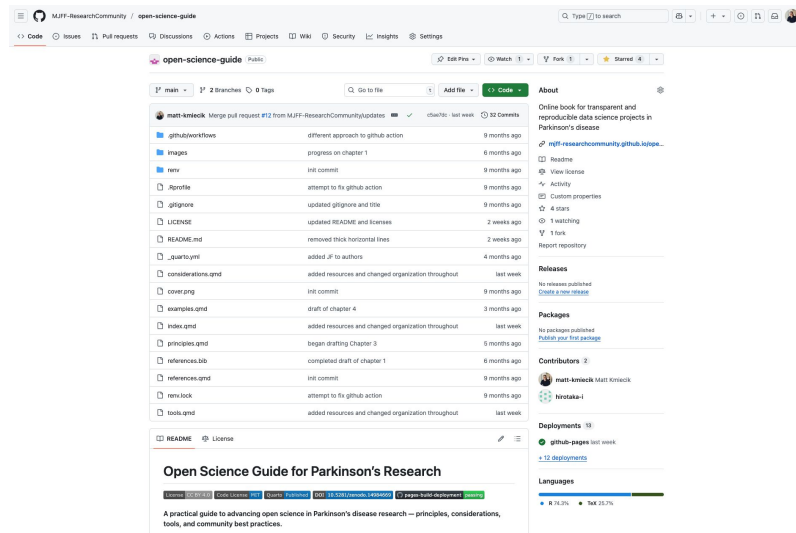 MJFF-ResearchCommunity / open-science-guide
Type / to search
Code Issues Pull requests Discussions Actions Projects Wiki Security Insights Settings
open-science-guide Public
Edit Pins Watch 1 Fork 1 Starred 4
main 2 Branches 0 Tags
Go to file t Add file Code
matt-kmiecik Merge pull request #12 from MJFF-ResearchCommunity/updates c5ae7dc · last week 32 Commits
.github/workflows different approach to github action 9 months ago
images progress on chapter 1 6 months ago
renv init commit 9 months ago
.Rprofile attempt to fix github action 9 months ago
.gitignore updated gitignore and title 9 months ago
LICENSE updated README and licenses 2 weeks ago
README.md removed thick horizontal lines 2 weeks ago
_quarto.yml added JF to authors 4 months ago
considerations.qmd added resources and changed organization throughout last week
cover.png init commit 9 months ago
examples.qmd draft of chapter 4 3 months ago
index.qmd added resources and changed organization throughout last week
principles.qmd began drafting Chapter 3 5 months ago
references.bib completed draft of chapter 1 6 months ago
references.qmd init commit 9 months ago
renv.lock attempt to fix github action 9 months ago
tools.qmd added resources and changed organization throughout last week
README License
Open Science Guide for Parkinson's Research
License CC BY 4.0 Code License MIT Quarto Published DOI 10.5281/zenodo.14984689 pages-build-deployment passing
A practical guide to advancing open science in Parkinson's disease research — principles, considerations,
tools, and community best practices.
About
Online book for transparent and
reproducible data science projects in
Parkinson's disease
mjff-researchcommunity.github.io/ope...
Readme
View license
Activity
Custom properties
4 stars
1 watching
1 fork
Report repository
Releases
No releases published
Create a new release
Packages
No packages published
Publish your first package
Contributors 2
matt-kmiecik Matt Kmiecik
hirotaka-i
Deployments 13
github-pages last week
+ 12 deployments
Languages
R 74.3% TeX 25.7%